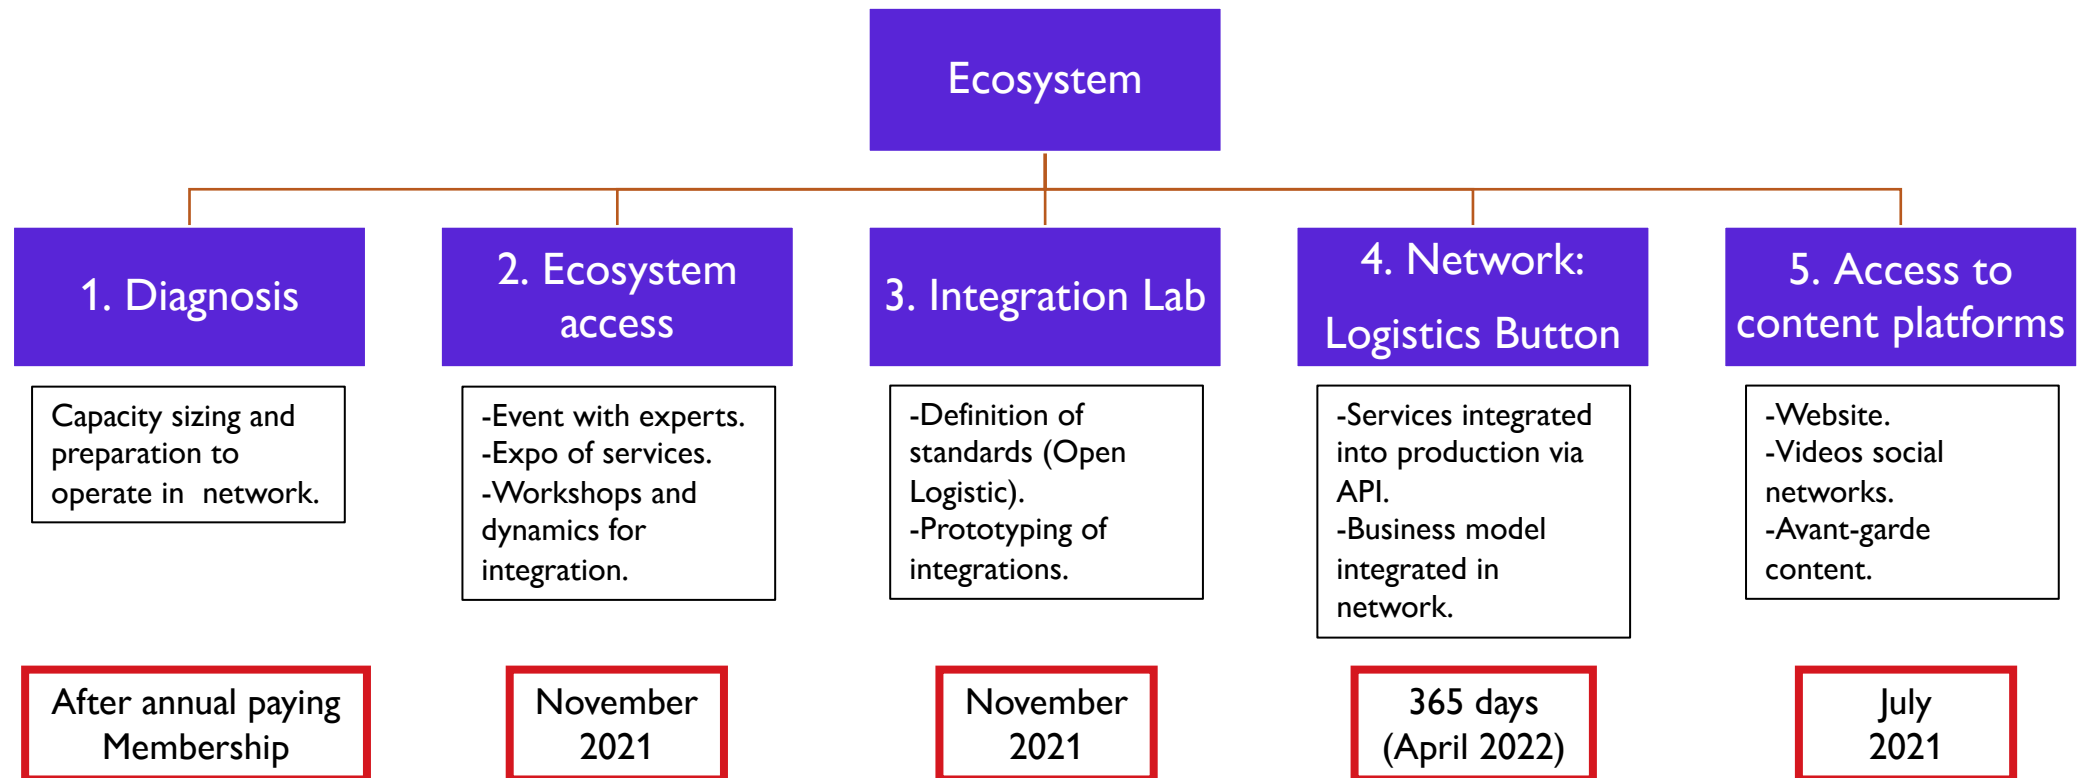 Ecosystem
1. Diagnosis
2. Ecosystem
access
3. Integration Lab
4. Network:
Logistics Button
5. Access to
content platforms
Capacity sizing and
preparation to
operate in  network.
-Event with experts.
-Expo of services.
-Workshops and
dynamics for
integration.
-Definition of
standards (Open
Logistic).
-Prototyping of
integrations.
-Services integrated
into production via
API.
-Business model
integrated in
network.
-Website.
-Videos social
networks.
-Avant-garde
content.
After annual paying
Membership
November
2021
November
2021
365 days
(April 2022)
July
2021